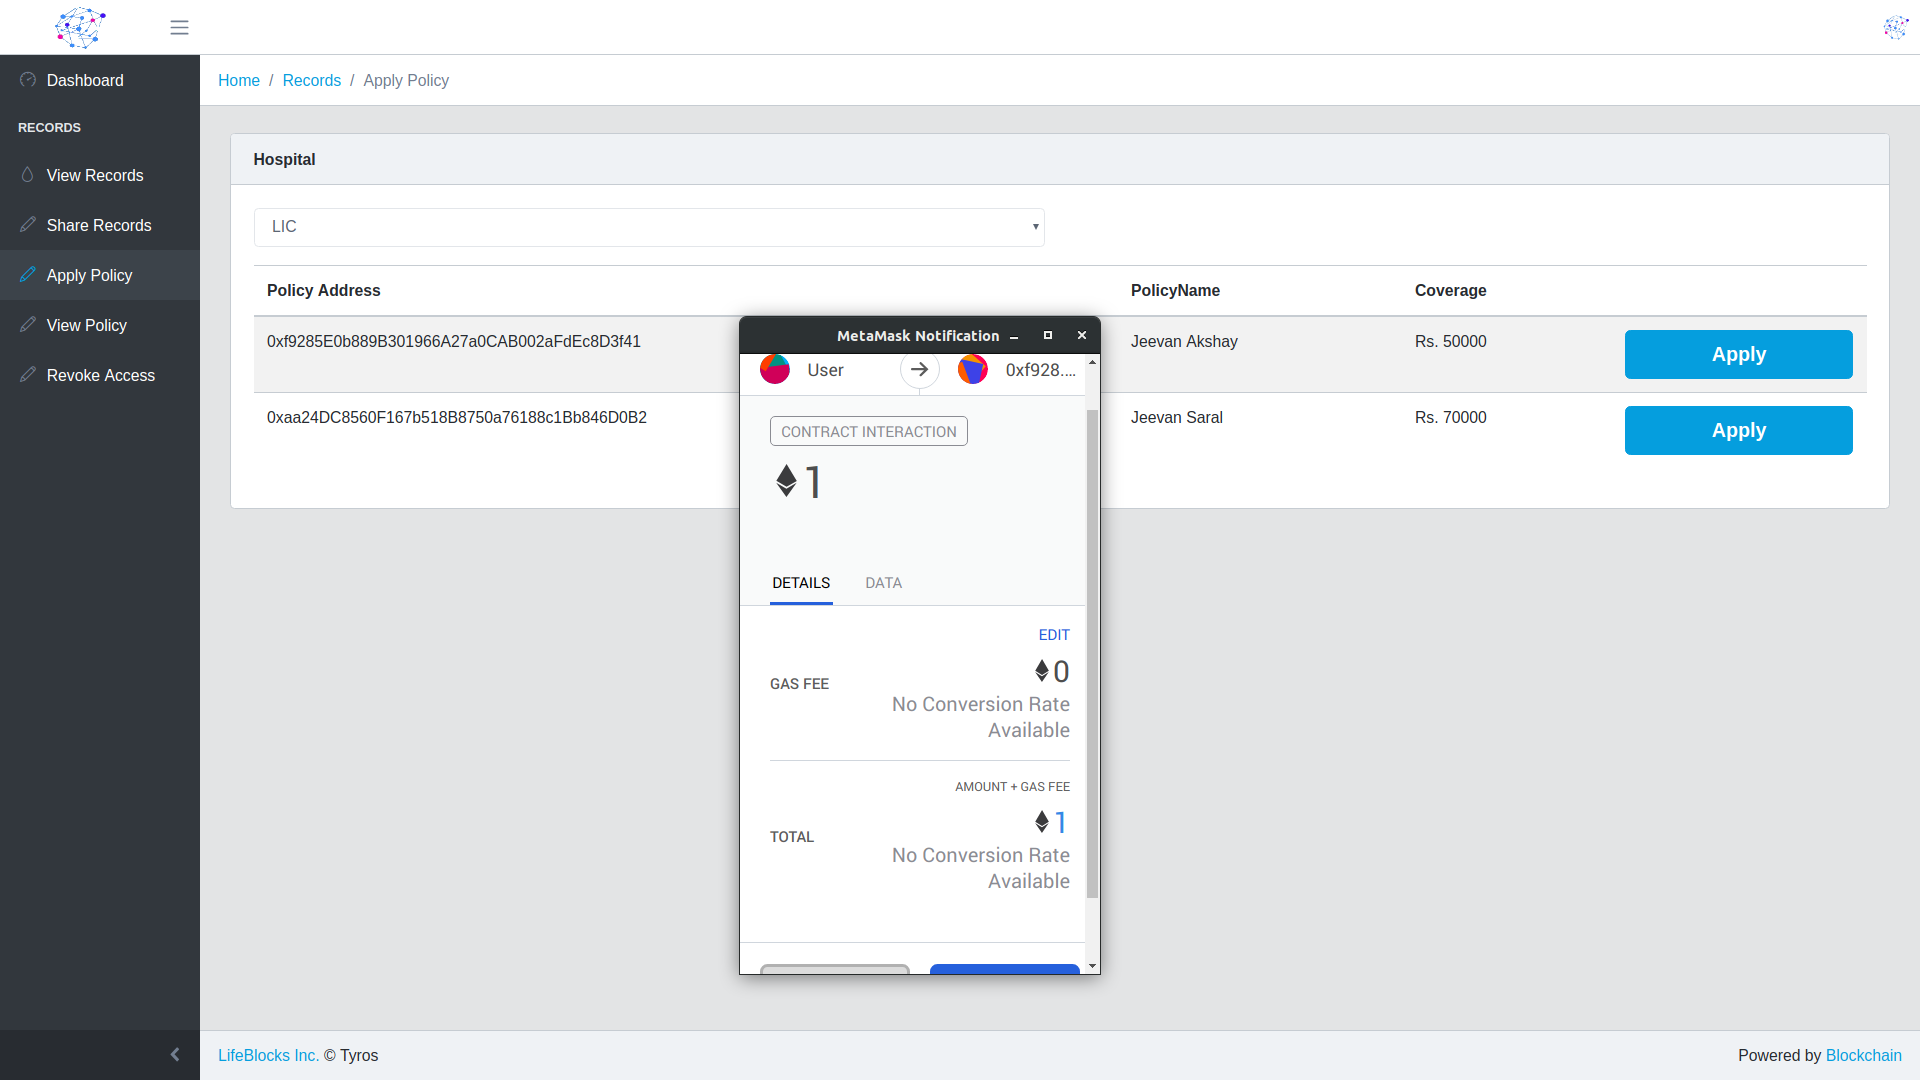 Dashboard
RECORDS
View Records
Share Records
Apply Policy
View Policy
Revoke Access
Home / Records / Apply Policy
Hospital
LIC
Policy Address PolicyName Coverage
0xf9285E0b889B301966A27a0CAB002aFdEc8D3f41 Jeevan Akshay Rs. 50000 Apply
0xaa24DC8560F167b518B8750a76188c1Bb846D0B2 Jeevan Saral Rs. 70000 Apply
MetaMask Notification
User 0xf928....
CONTRACT INTERACTION
1
DETAILS DATA
EDIT
GAS FEE 0
No Conversion Rate
Available
AMOUNT + GAS FEE
TOTAL 1
No Conversion Rate
Available
LifeBlocks Inc. © Tyros
Powered by Blockchain